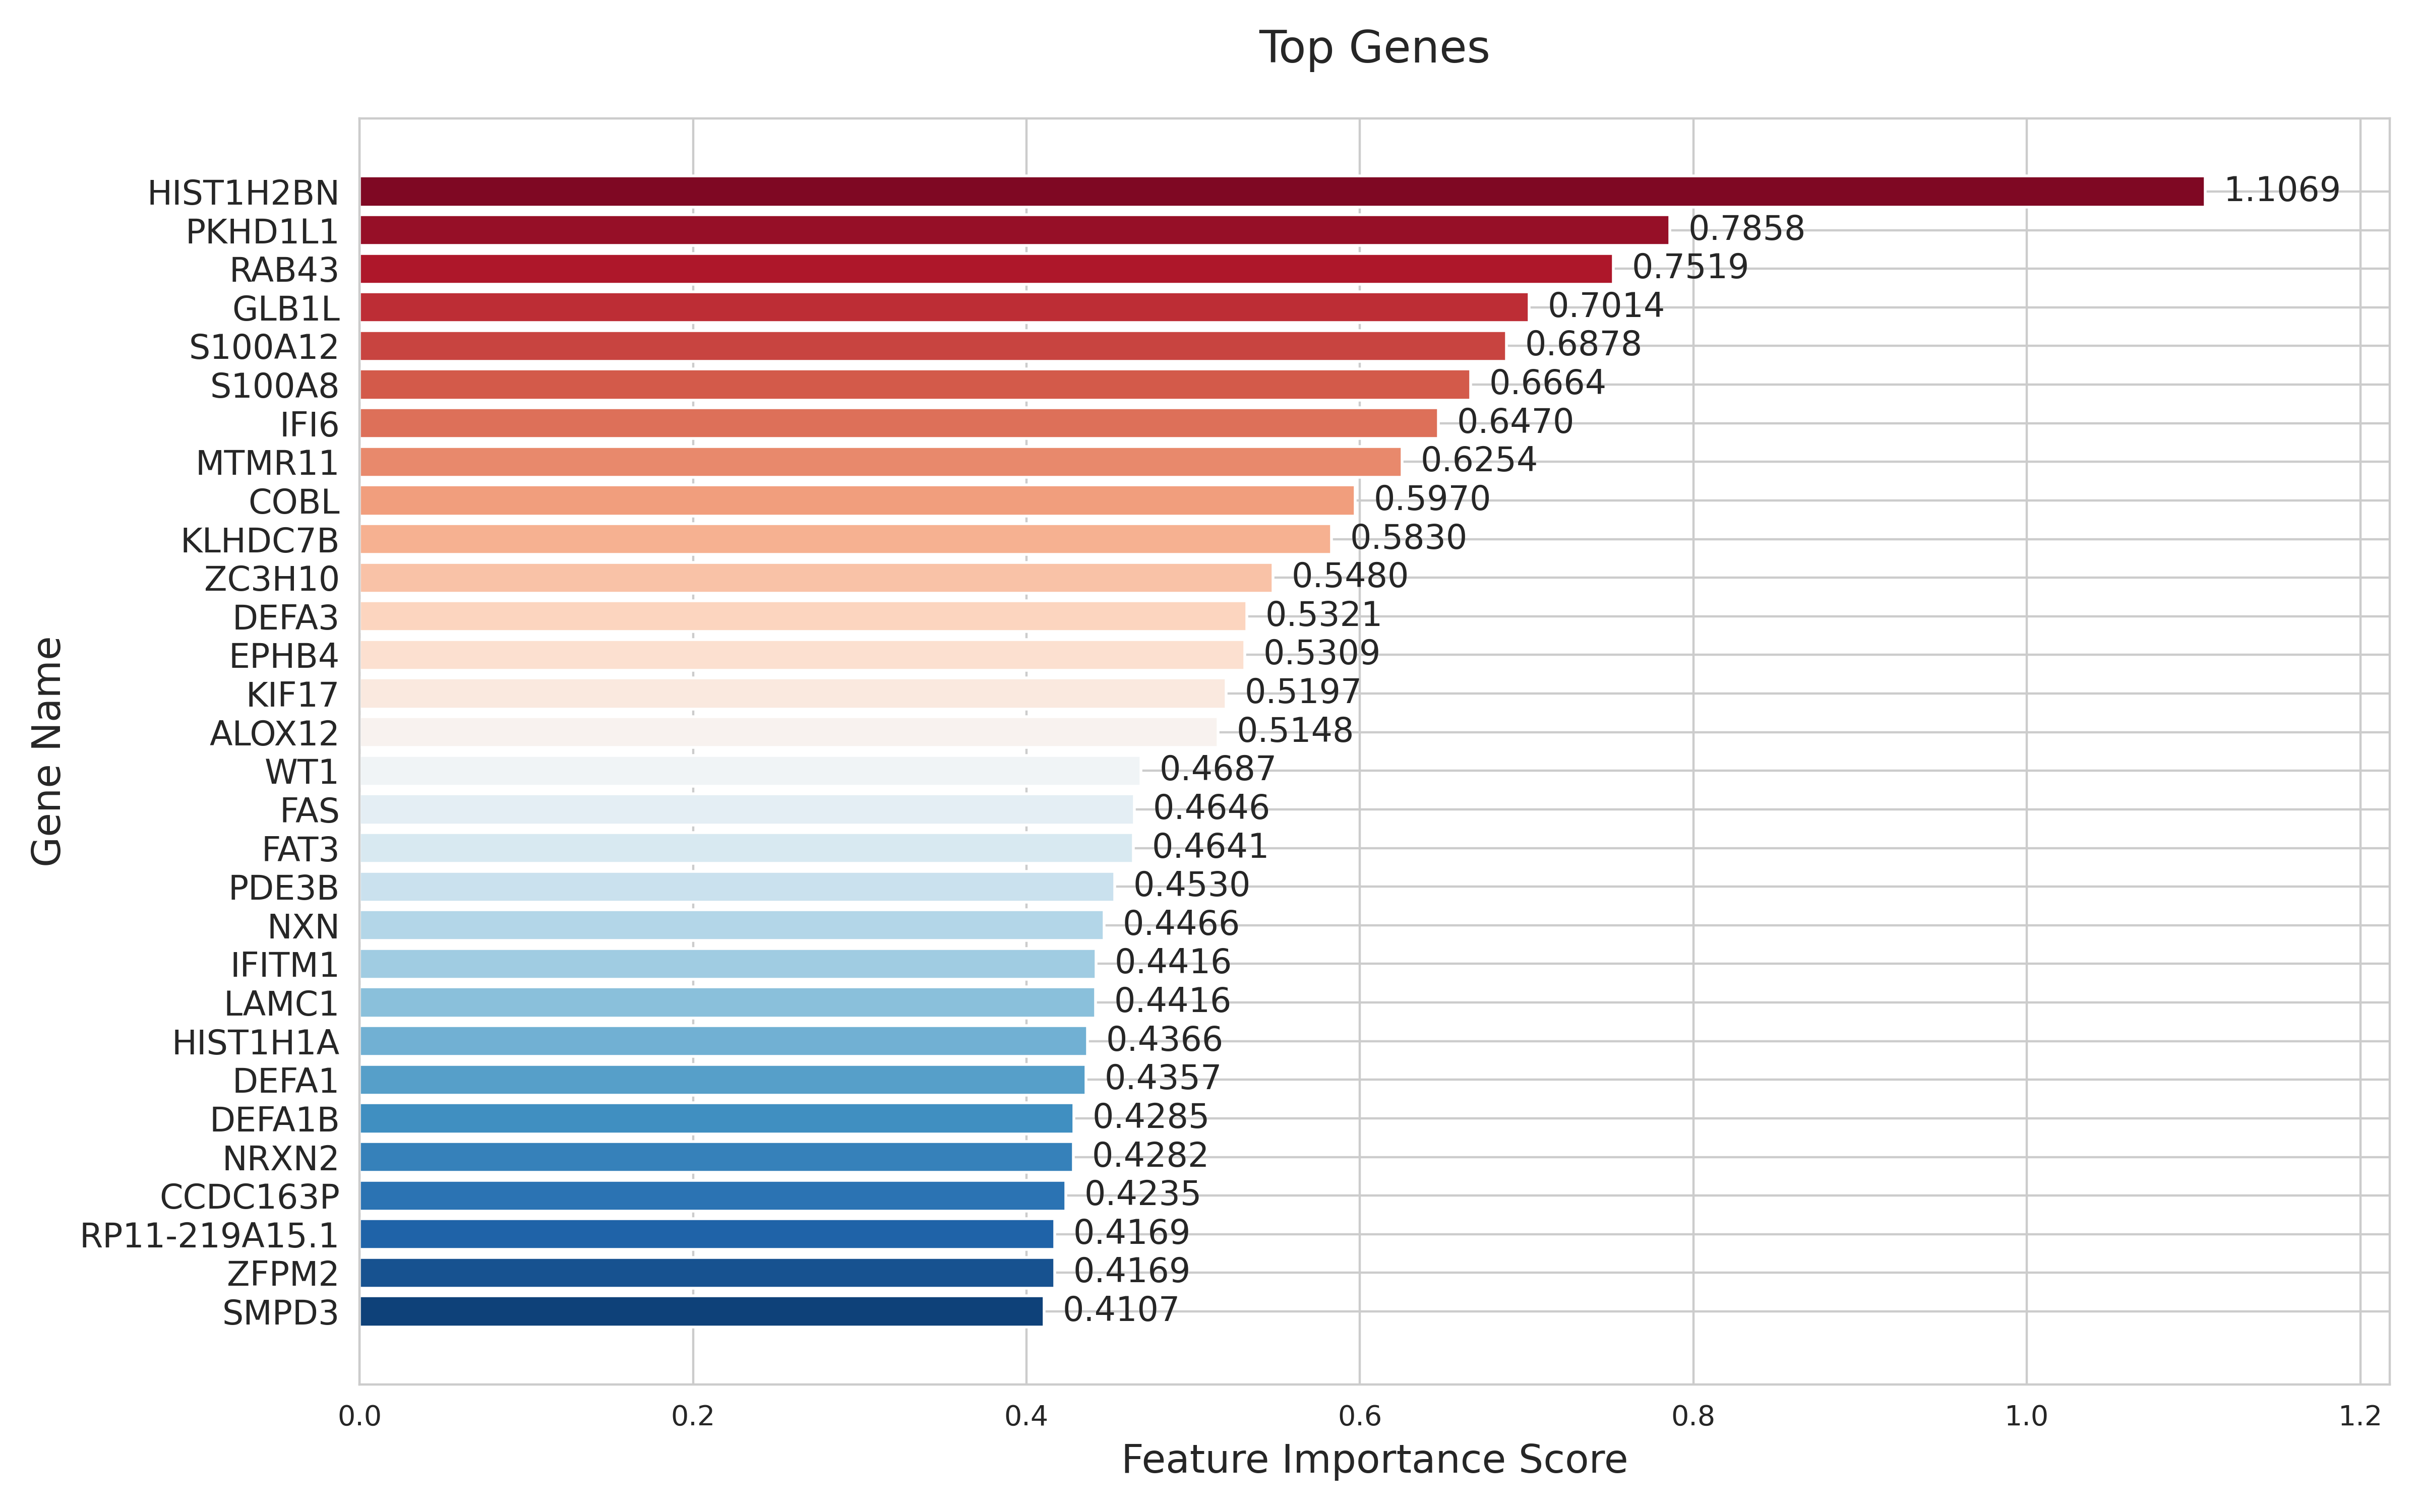 Top Genes
Gene Name
HIST1H2BN 1.1069
PKHD1L1 0.7858
RAB43 0.7519
GLB1L 0.7014
S100A12 0.6878
S100A8 0.6664
IFI6 0.6470
MTMR11 0.6254
COBL 0.5970
KLHDC7B 0.5830
ZC3H10 0.5480
DEFA3 0.5321
EPHB4 0.5309
KIF17 0.5197
ALOX12 0.5148
WT1 0.4687
FAS 0.4646
FAT3 0.4641
PDE3B 0.4530
NXN 0.4466
IFITM1 0.4416
LAMC1 0.4416
HIST1H1A 0.4366
DEFA1 0.4357
DEFA1B 0.4285
NRXN2 0.4282
CCDC163P 0.4235
RP11-219A15.1 0.4169
ZFPM2 0.4169
SMPD3 0.4107
0.0 0.2 0.4 0.6 0.8 1.0 1.2
Feature Importance Score